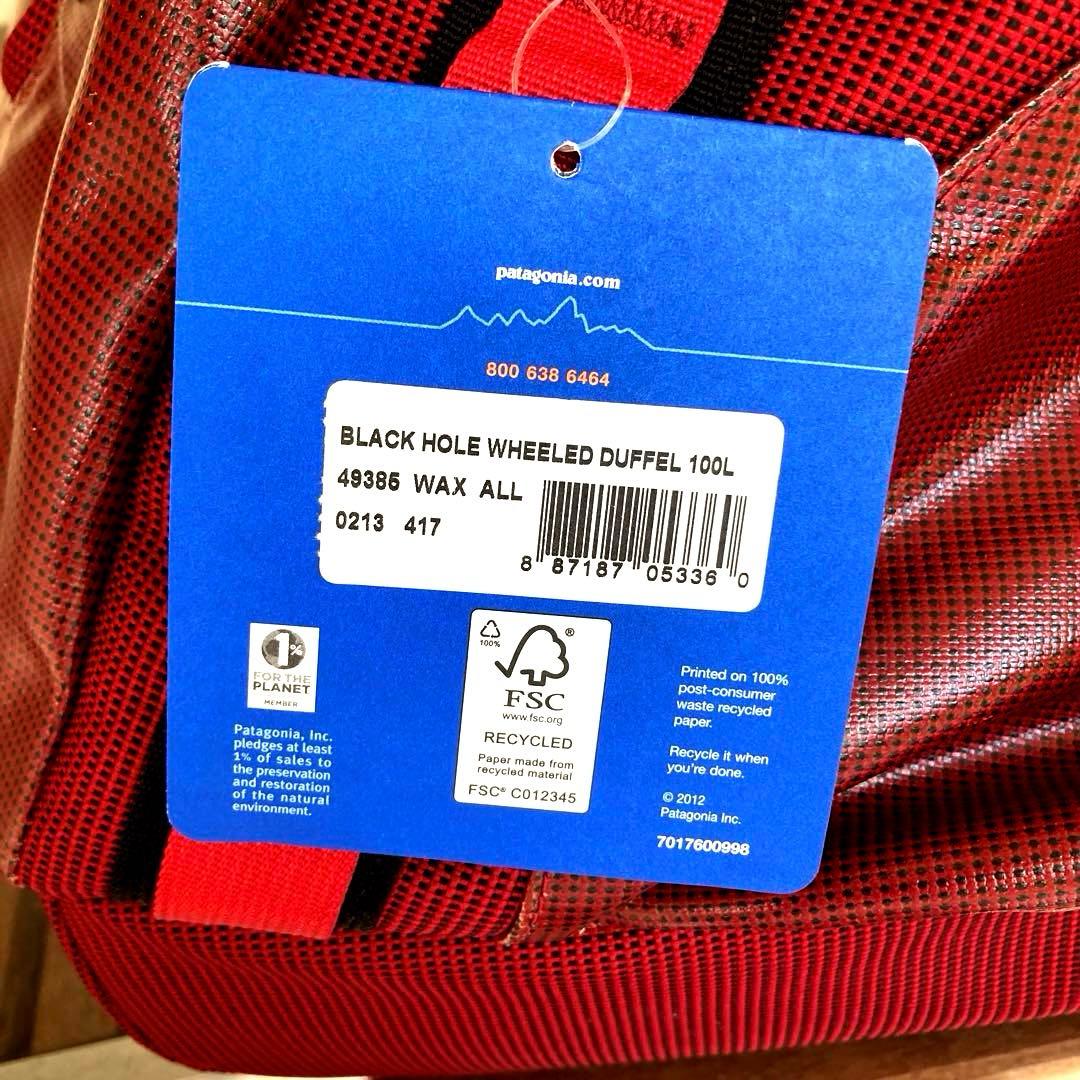 patagonia.com
800 638 6464
BLACK HOLE WHEELED DUFFEL 100L
49385 WAX ALL
0213 417
8 87187 05336 0
1%
FOR THE
PLANET
MEMBER
Patagonia, Inc.
pledges at least
1% of sales to
the preservation
and restoration
of the natural
environment.
100%
®
FSC
www.fsc.org
RECYCLED
Paper made from
recycled material
FSC® C012345
Printed on 100%
post-consumer
waste recycled
paper.
Recycle it when
you're done.
© 2012
Patagonia Inc.
7017600998